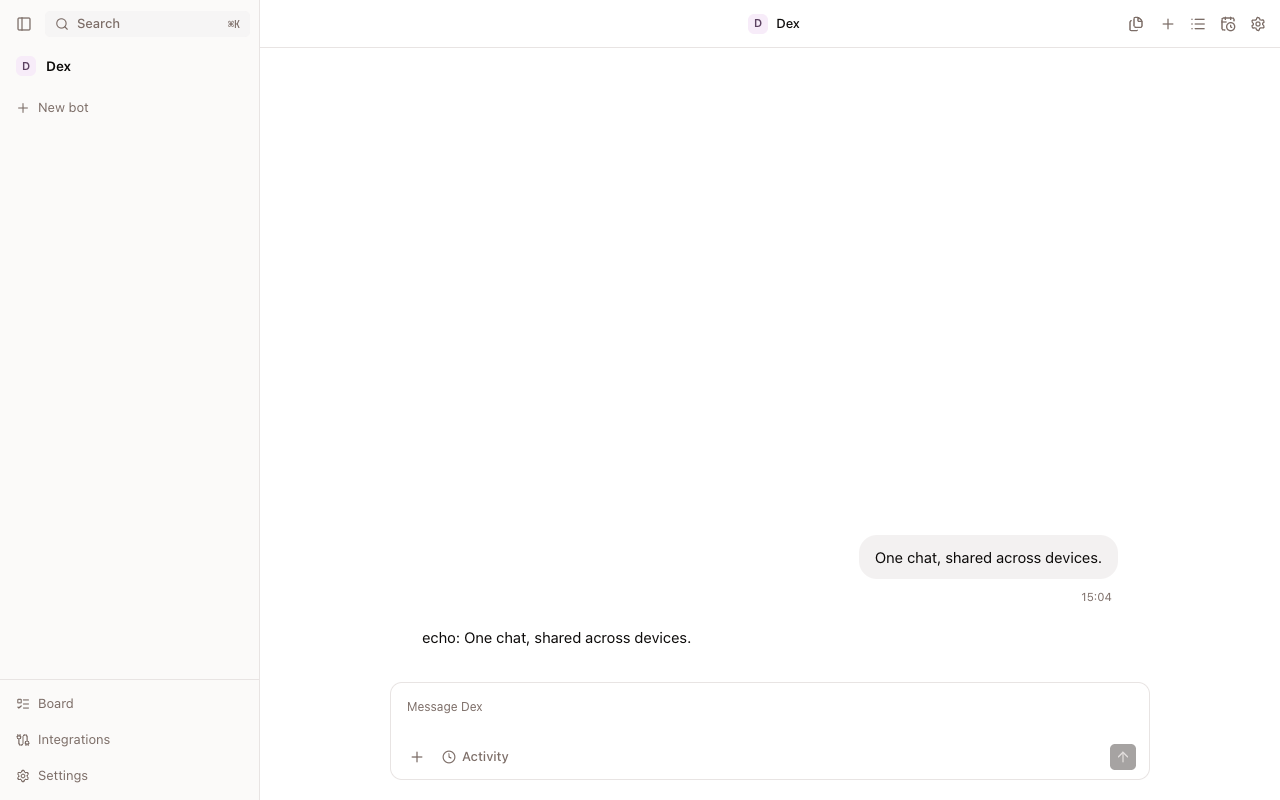 Search ⌘K
D Dex
New bot
Board
Integrations
Settings
D Dex
One chat, shared across devices.
15:04
echo: One chat, shared across devices.
Message Dex
Activity